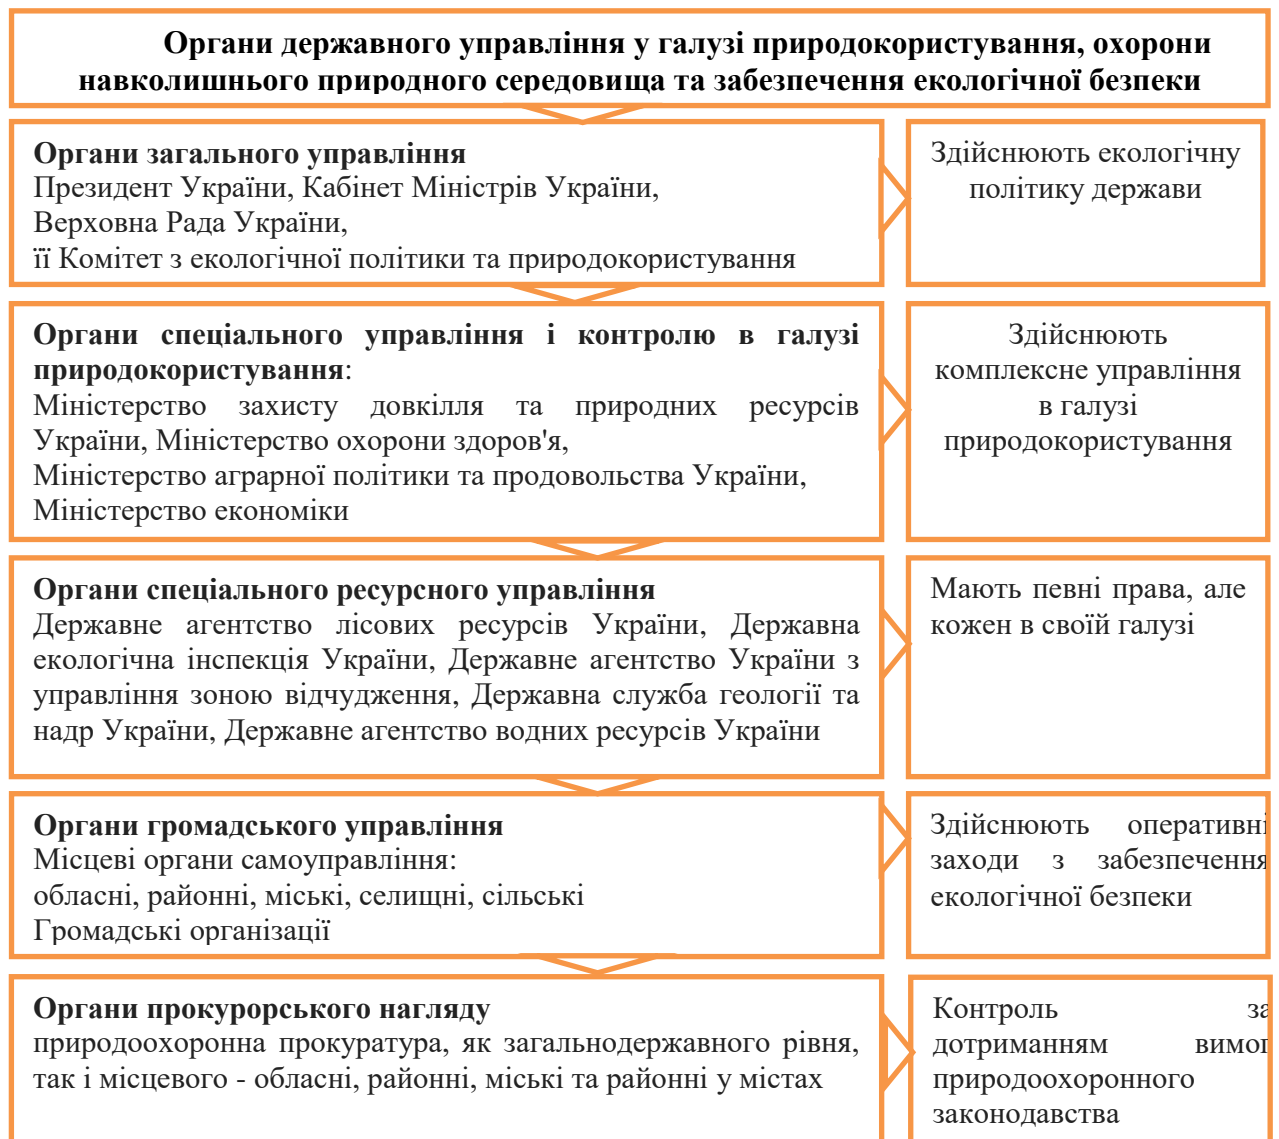 Органи державного управління у галузі природокористування, охорони
навколишнього природного середовища та забезпечення екологічної безпеки
Органи загального управління
Президент України, Кабінет Міністрів України,
Верховна Рада України,
її Комітет з екологічної політики та природокористування
Здійснюють екологічну
політику держави
Органи спеціального управління і контролю в галузі
природокористування:
Міністерство захисту довкілля та природних ресурсів
України, Міністерство охорони здоров'я,
Міністерство аграрної політики та продовольства України,
Міністерство економіки
Здійснюють
комплексне управління
в галузі
природокористування
Органи спеціального ресурсного управління
Державне агентство лісових ресурсів України, Державна
екологічна інспекція України, Державне агентство України з
управління зоною відчудження, Державна служба геології та
надр України, Державне агентство водних ресурсів України
Мають певні права, але
кожен в своїй галузі
Органи громадського управління
Місцеві органи самоуправління:
обласні, районні, міські, селищні, сільські
Громадські організації
Здійснюють оперативні
заходи з забезпечення
екологічної безпеки
Органи прокурорського нагляду
природоохоронна прокуратура, як загальнодержавного рівня,
так і місцевого - обласні, районні, міські та районні у містах
Контроль за
дотриманням вимог
природоохоронного
законодавства